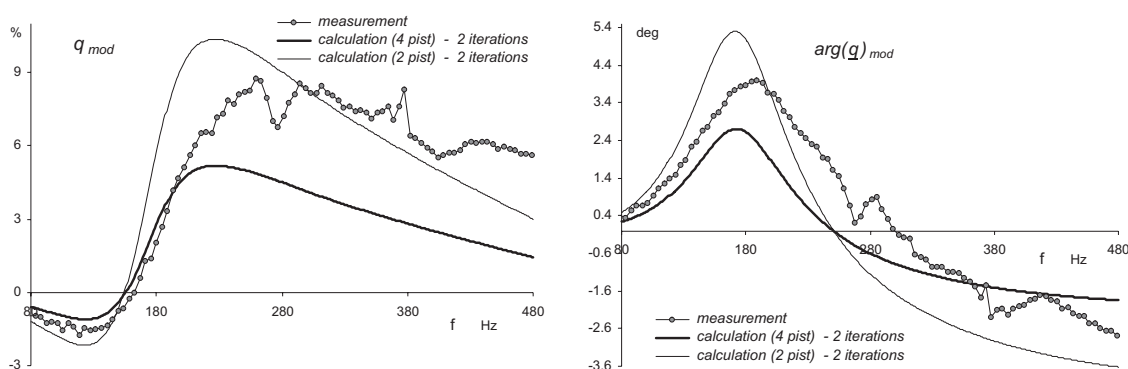 %
q mod
measurement
calculation (4 pist) - 2 iterations
calculation (2 pist) - 2 iterations
9
6
3
0
-3
80
180
280
380
480
f Hz
deg
arg(q) mod
5.4
4.4
3.4
2.4
1.4
0.4
-0.6
-1.6
-2.6
-3.6
80
180
280
380
480
f Hz
measurement
calculation (4 pist) - 2 iterations
calculation (2 pist) - 2 iterations